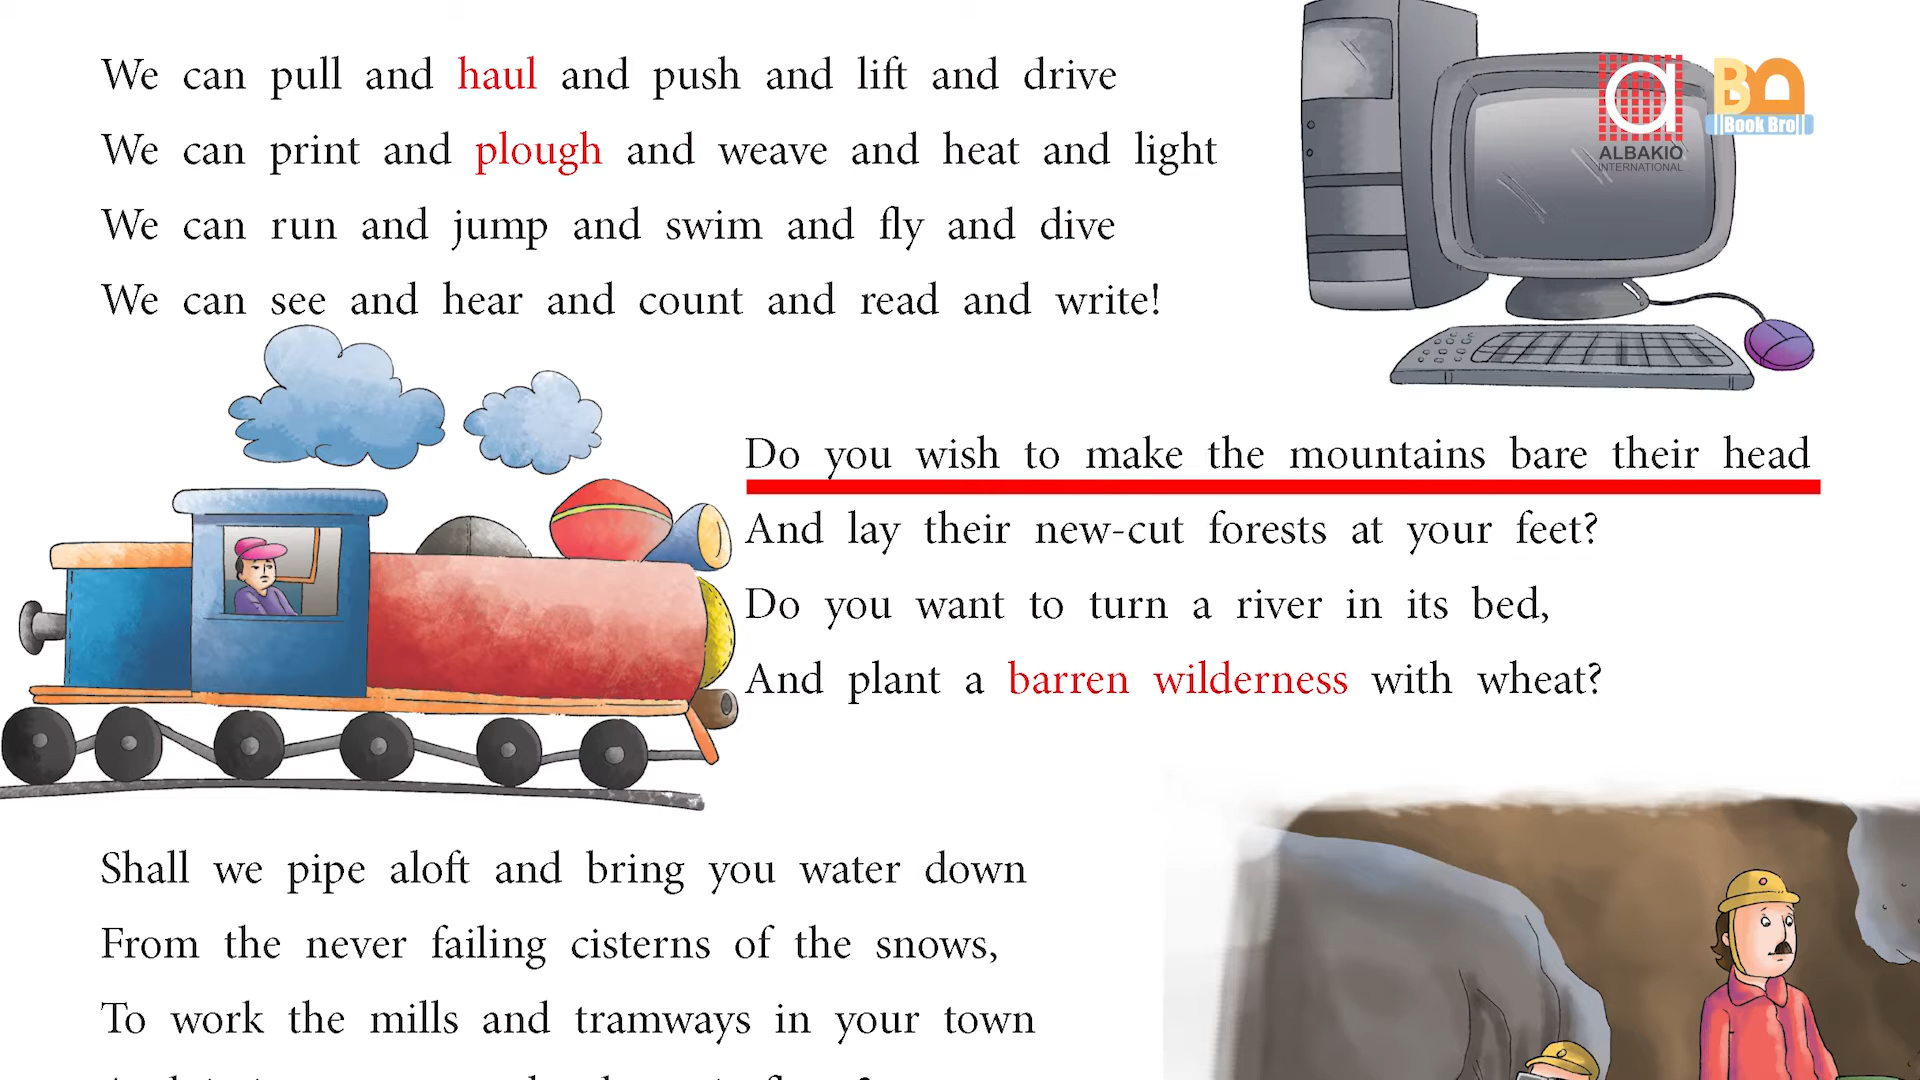 We can pull and haul and push and lift and drive
We can print and plough and weave and heat and light
We can run and jump and swim and fly and dive
We can see and hear and count and read and write!
ALBAKIO
INTERNATIONAL
BD
Book Bro
Do you wish to make the mountains bare their head
And lay their new-cut forests at your feet?
Do you want to turn a river in its bed,
And plant a barren wilderness with wheat?
Shall we pipe aloft and bring you water down
From the never failing cisterns of the snows,
To work the mills and tramways in your town